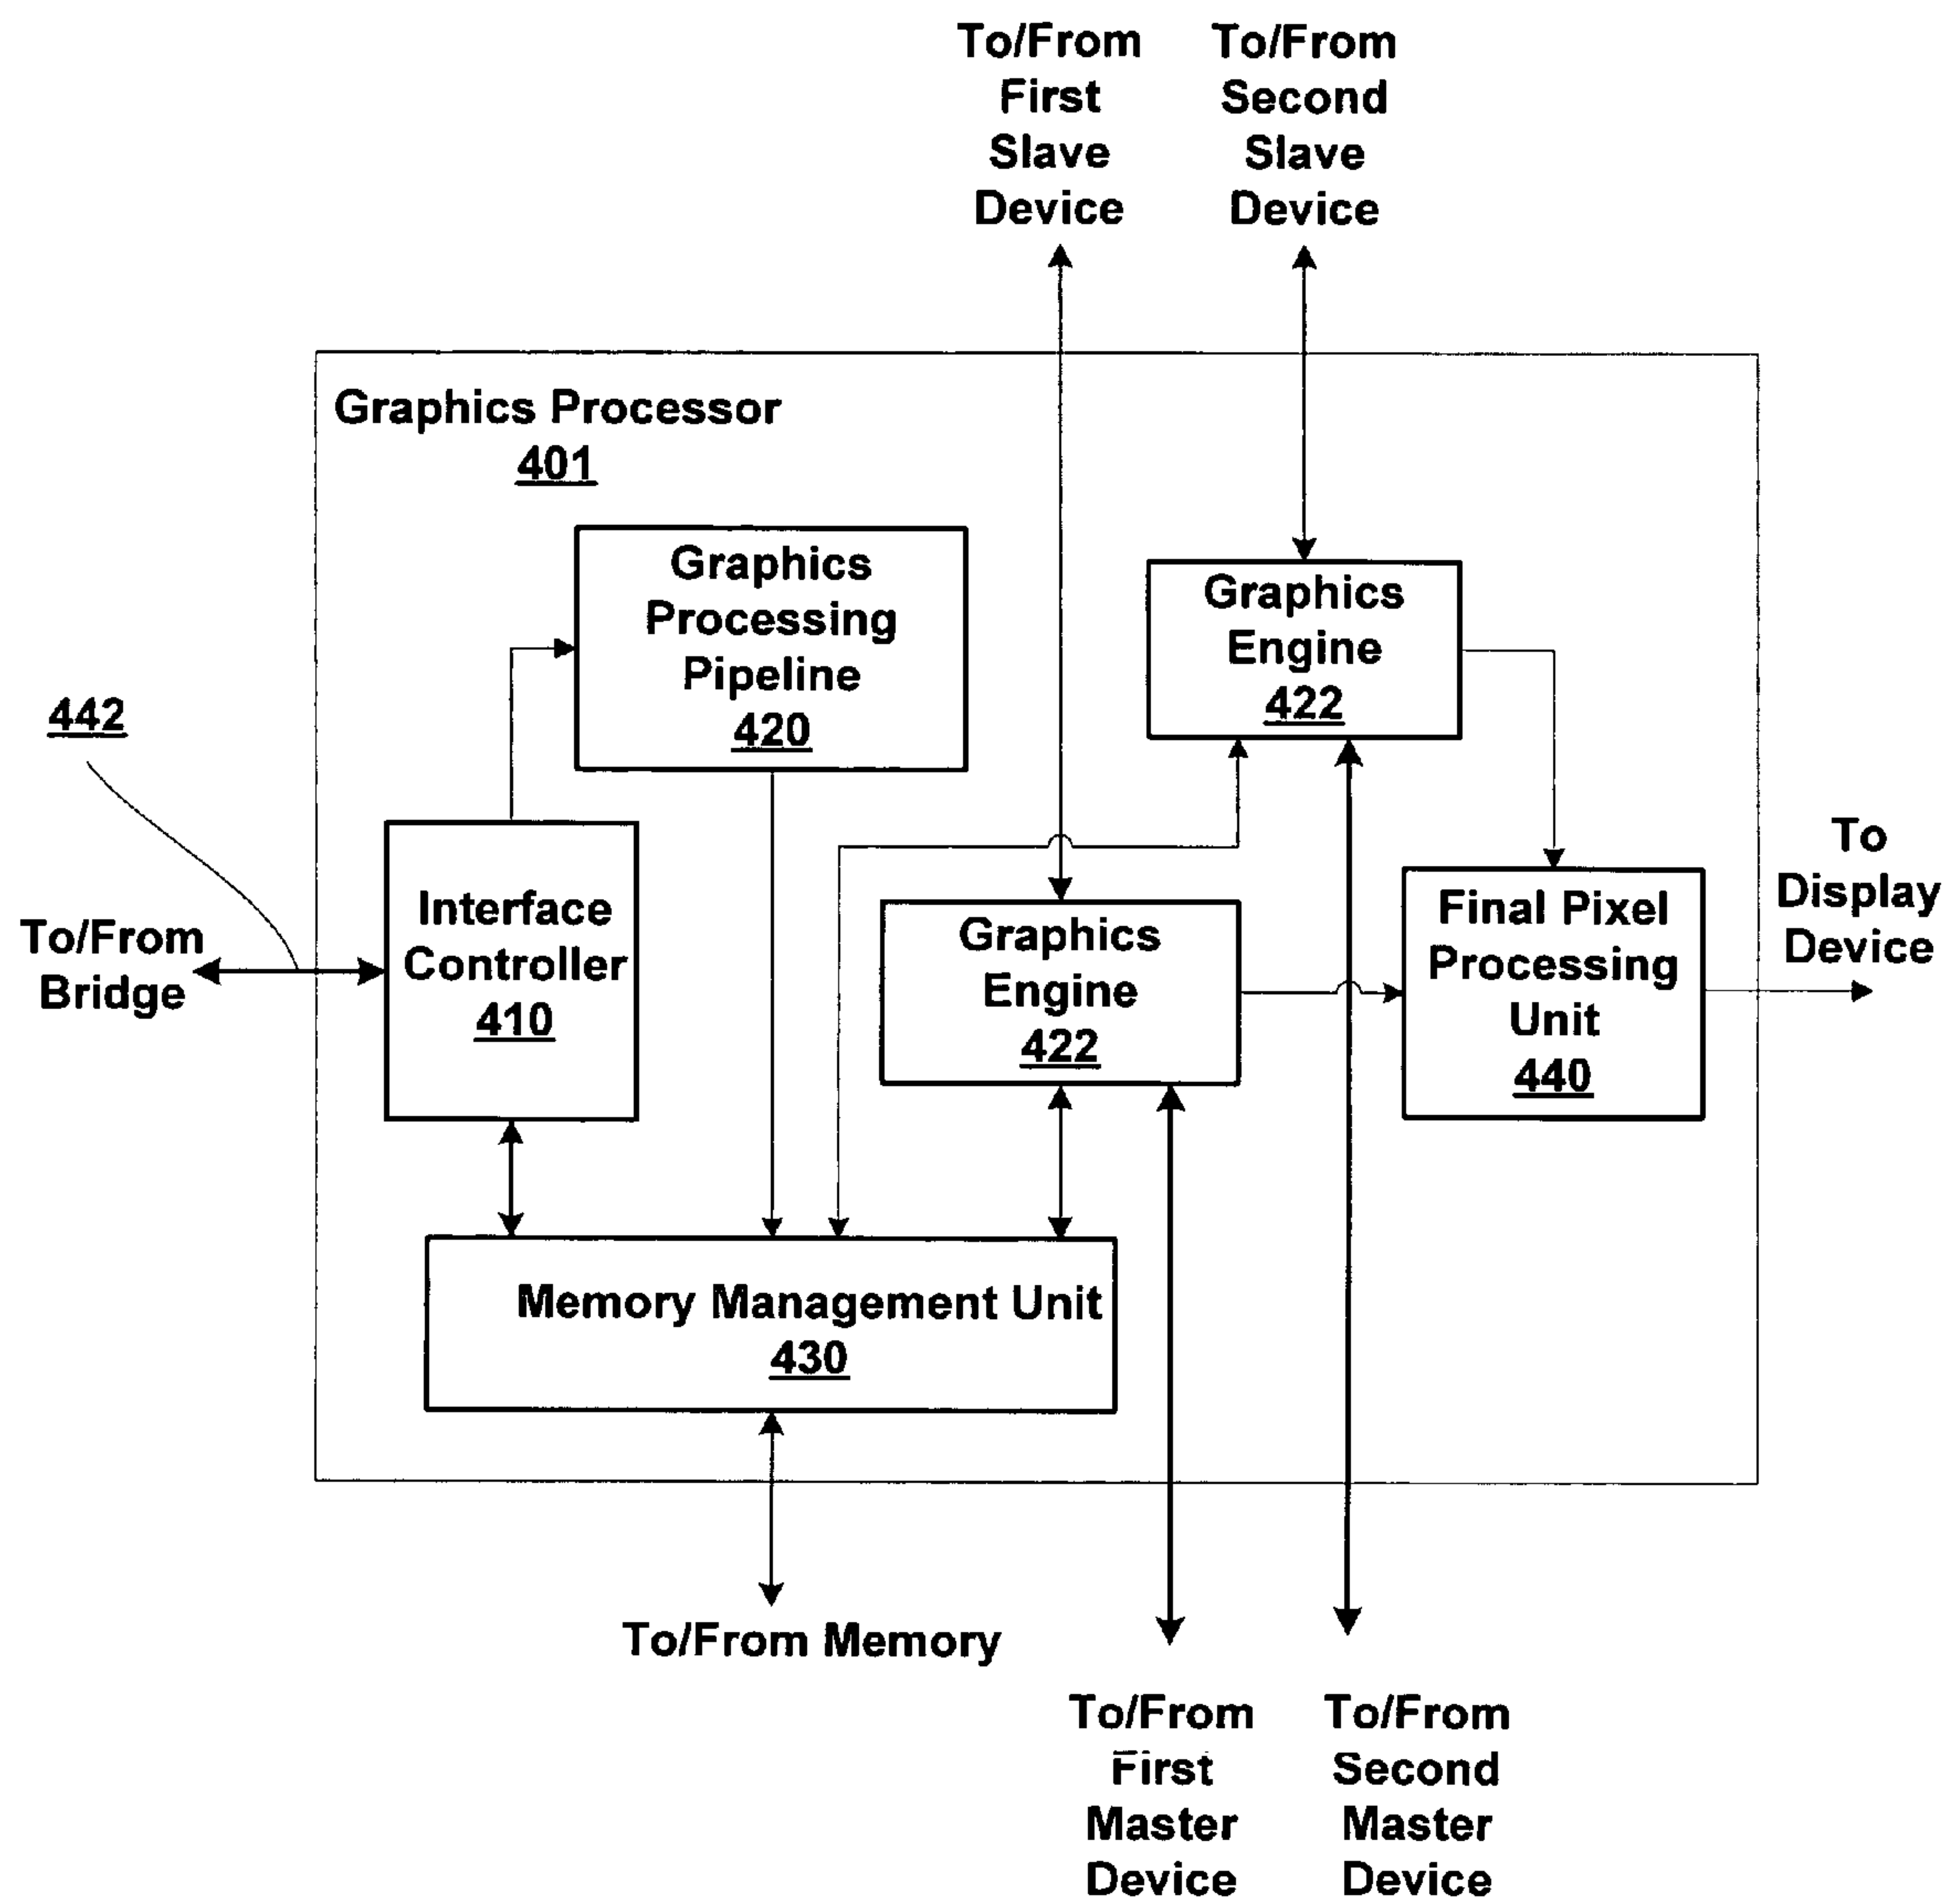 To/From
First
Slave
Device
To/From
Second
Slave
Device
Graphics Processor
401
Graphics
Processing
Pipeline
420
Graphics
Engine
422
442
To/From
Bridge
Interface
Controller
410
Graphics
Engine
422
Final Pixel
Processing
Unit
440
To
Display
Device
Memory Management Unit
430
To/From Memory
To/From
First
Master
Device
To/From
Second
Master
Device